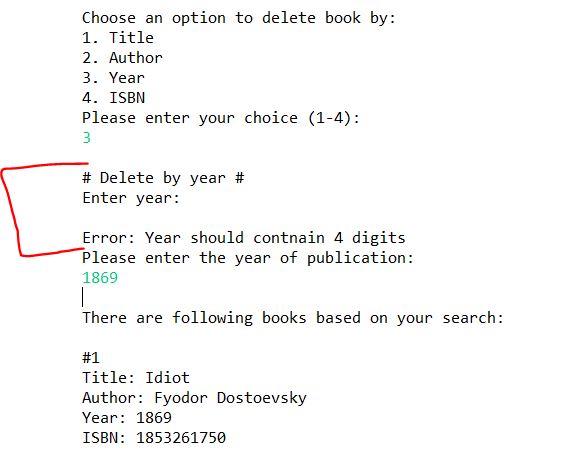 Choose an option to delete book by:
1. Title
2. Author
3. Year
4. ISBN
Please enter your choice (1-4):
3
# Delete by year #
Enter year:
Error: Year should contnain 4 digits
Please enter the year of publication:
1869
There are following books based on your search:
#1
Title: Idiot
Author: Fyodor Dostoevsky
Year: 1869
ISBN: 1853261750